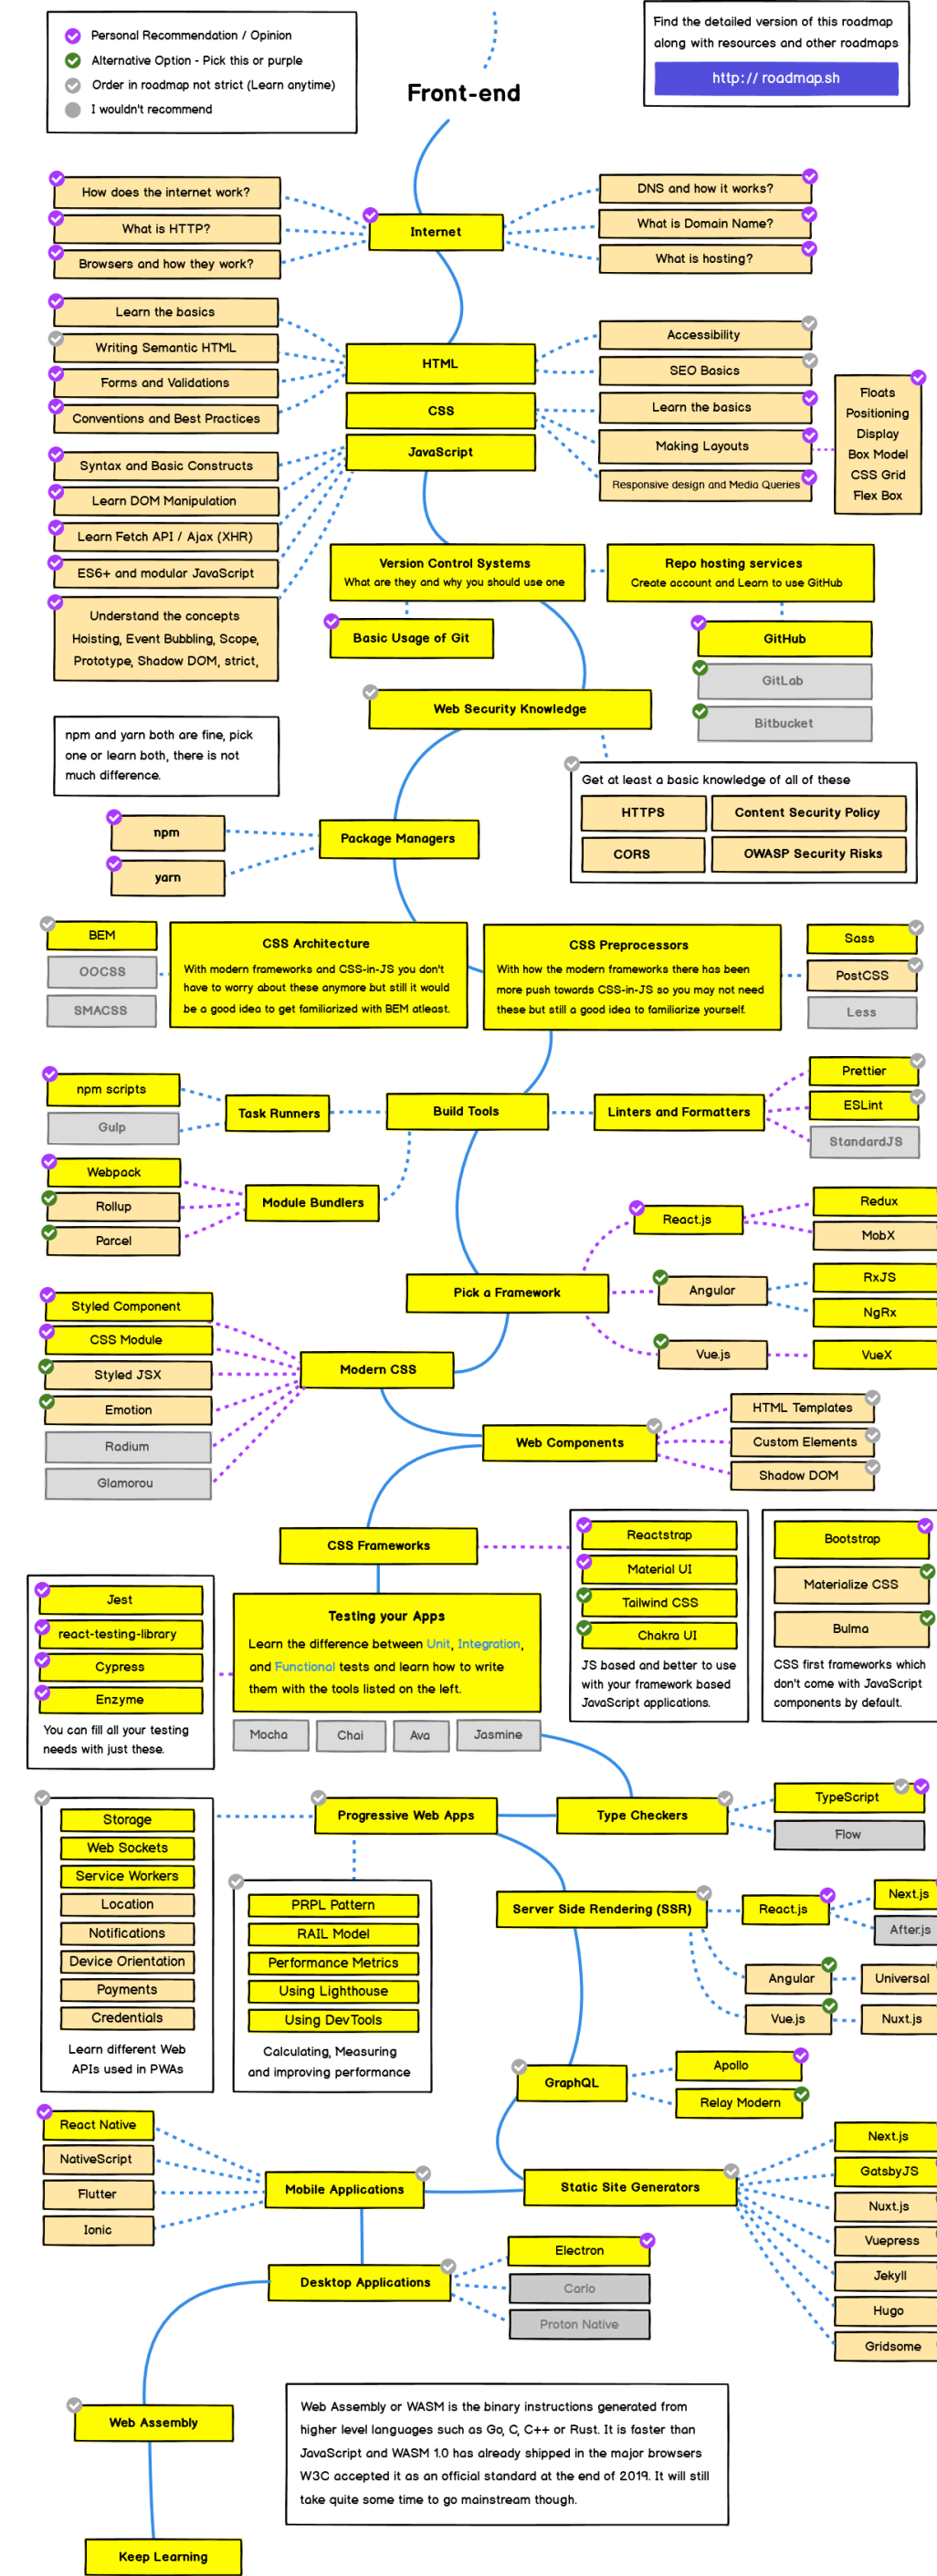 Personal Recommendation / Opinion
Alternative Option - Pick this or purple
Order in roadmap not strict (Learn anytime)
I wouldn't recommend
Find the detailed version of this roadmap
along with resources and other roadmaps
http:// roadmap.sh
Front-end
How does the internet work?
What is HTTP?
Browsers and how they work?
Internet
DNS and how it works?
What is Domain Name?
What is hosting?
Learn the basics
Writing Semantic HTML
Forms and Validations
Conventions and Best Practices
HTML
Accessibility
SEO Basics
CSS
Learn the basics
Making Layouts
Responsive design and Media Queries
Floats
Positioning
Display
Box Model
CSS Grid
Flex Box
JavaScript
Syntax and Basic Constructs
Learn DOM Manipulation
Learn Fetch API / Ajax (XHR)
ES6+ and modular JavaScript
Understand the concepts
Hoisting, Event Bubbling, Scope,
Prototype, Shadow DOM, strict,
Version Control Systems
What are they and why you should use one
Basic Usage of Git
Repo hosting services
Create account and Learn to use GitHub
GitHub
GitLab
Bitbucket
Web Security Knowledge
Get at least a basic knowledge of all of these
HTTPS
Content Security Policy
CORS
OWASP Security Risks
npm and yarn both are fine, pick
one or learn both, there is not
much difference.
npm
yarn
Package Managers
BEM
OOCSS
SMACSS
CSS Architecture
With modern frameworks and CSS-in-JS you don't
have to worry about these anymore but still it would
be a good idea to get familiarized with BEM atleast.
CSS Preprocessors
With how the modern frameworks there has been
more push towards CSS-in-JS so you may not need
these but still a good idea to familiarize yourself.
Sass
PostCSS
Less
npm scripts
Gulp
Task Runners
Build Tools
Linters and Formatters
Prettier
ESLint
StandardJS
Webpack
Rollup
Parcel
Module Bundlers
Pick a Framework
React.js
Redux
MobX
Angular
RxJS
NgRx
Vue.js
VueX
Styled Component
CSS Module
Styled JSX
Emotion
Radium
Glamorou
Modern CSS
Web Components
HTML Templates
Custom Elements
Shadow DOM
CSS Frameworks
Reactstrap
Material UI
Tailwind CSS
Chakra UI
JS based and better to use
with your framework based
JavaScript applications.
Bootstrap
Materialize CSS
Bulma
CSS first frameworks which
don't come with JavaScript
components by default.
Jest
react-testing-library
Cypress
Enzyme
You can fill all your testing
needs with just these.
Testing your Apps
Learn the difference between Unit, Integration,
and Functional tests and learn how to write
them with the tools listed on the left.
Mocha
Chai
Ava
Jasmine
Progressive Web Apps
Type Checkers
TypeScript
Flow
Storage
Web Sockets
Service Workers
Location
Notifications
Device Orientation
Payments
Credentials
Learn different Web
APIs used in PWAs
PRPL Pattern
RAIL Model
Performance Metrics
Using Lighthouse
Using DevTools
Calculating, Measuring
and improving performance
Server Side Rendering (SSR)
React.js
Next.js
After.js
Angular
Universal
Vue.js
Nuxt.js
GraphQL
Apollo
Relay Modern
React Native
NativeScript
Flutter
Ionic
Mobile Applications
Static Site Generators
Next.js
GatsbyJS
Nuxt.js
Vuepress
Jekyll
Hugo
Gridsome
Desktop Applications
Electron
Carlo
Proton Native
Web Assembly
Web Assembly or WASM is the binary instructions generated from
higher level languages such as Go, C, C++ or Rust. It is faster than
JavaScript and WASM 1.0 has already shipped in the major browsers
W3C accepted it as an official standard at the end of 2019. It will still
take quite some time to go mainstream though.
Keep Learning